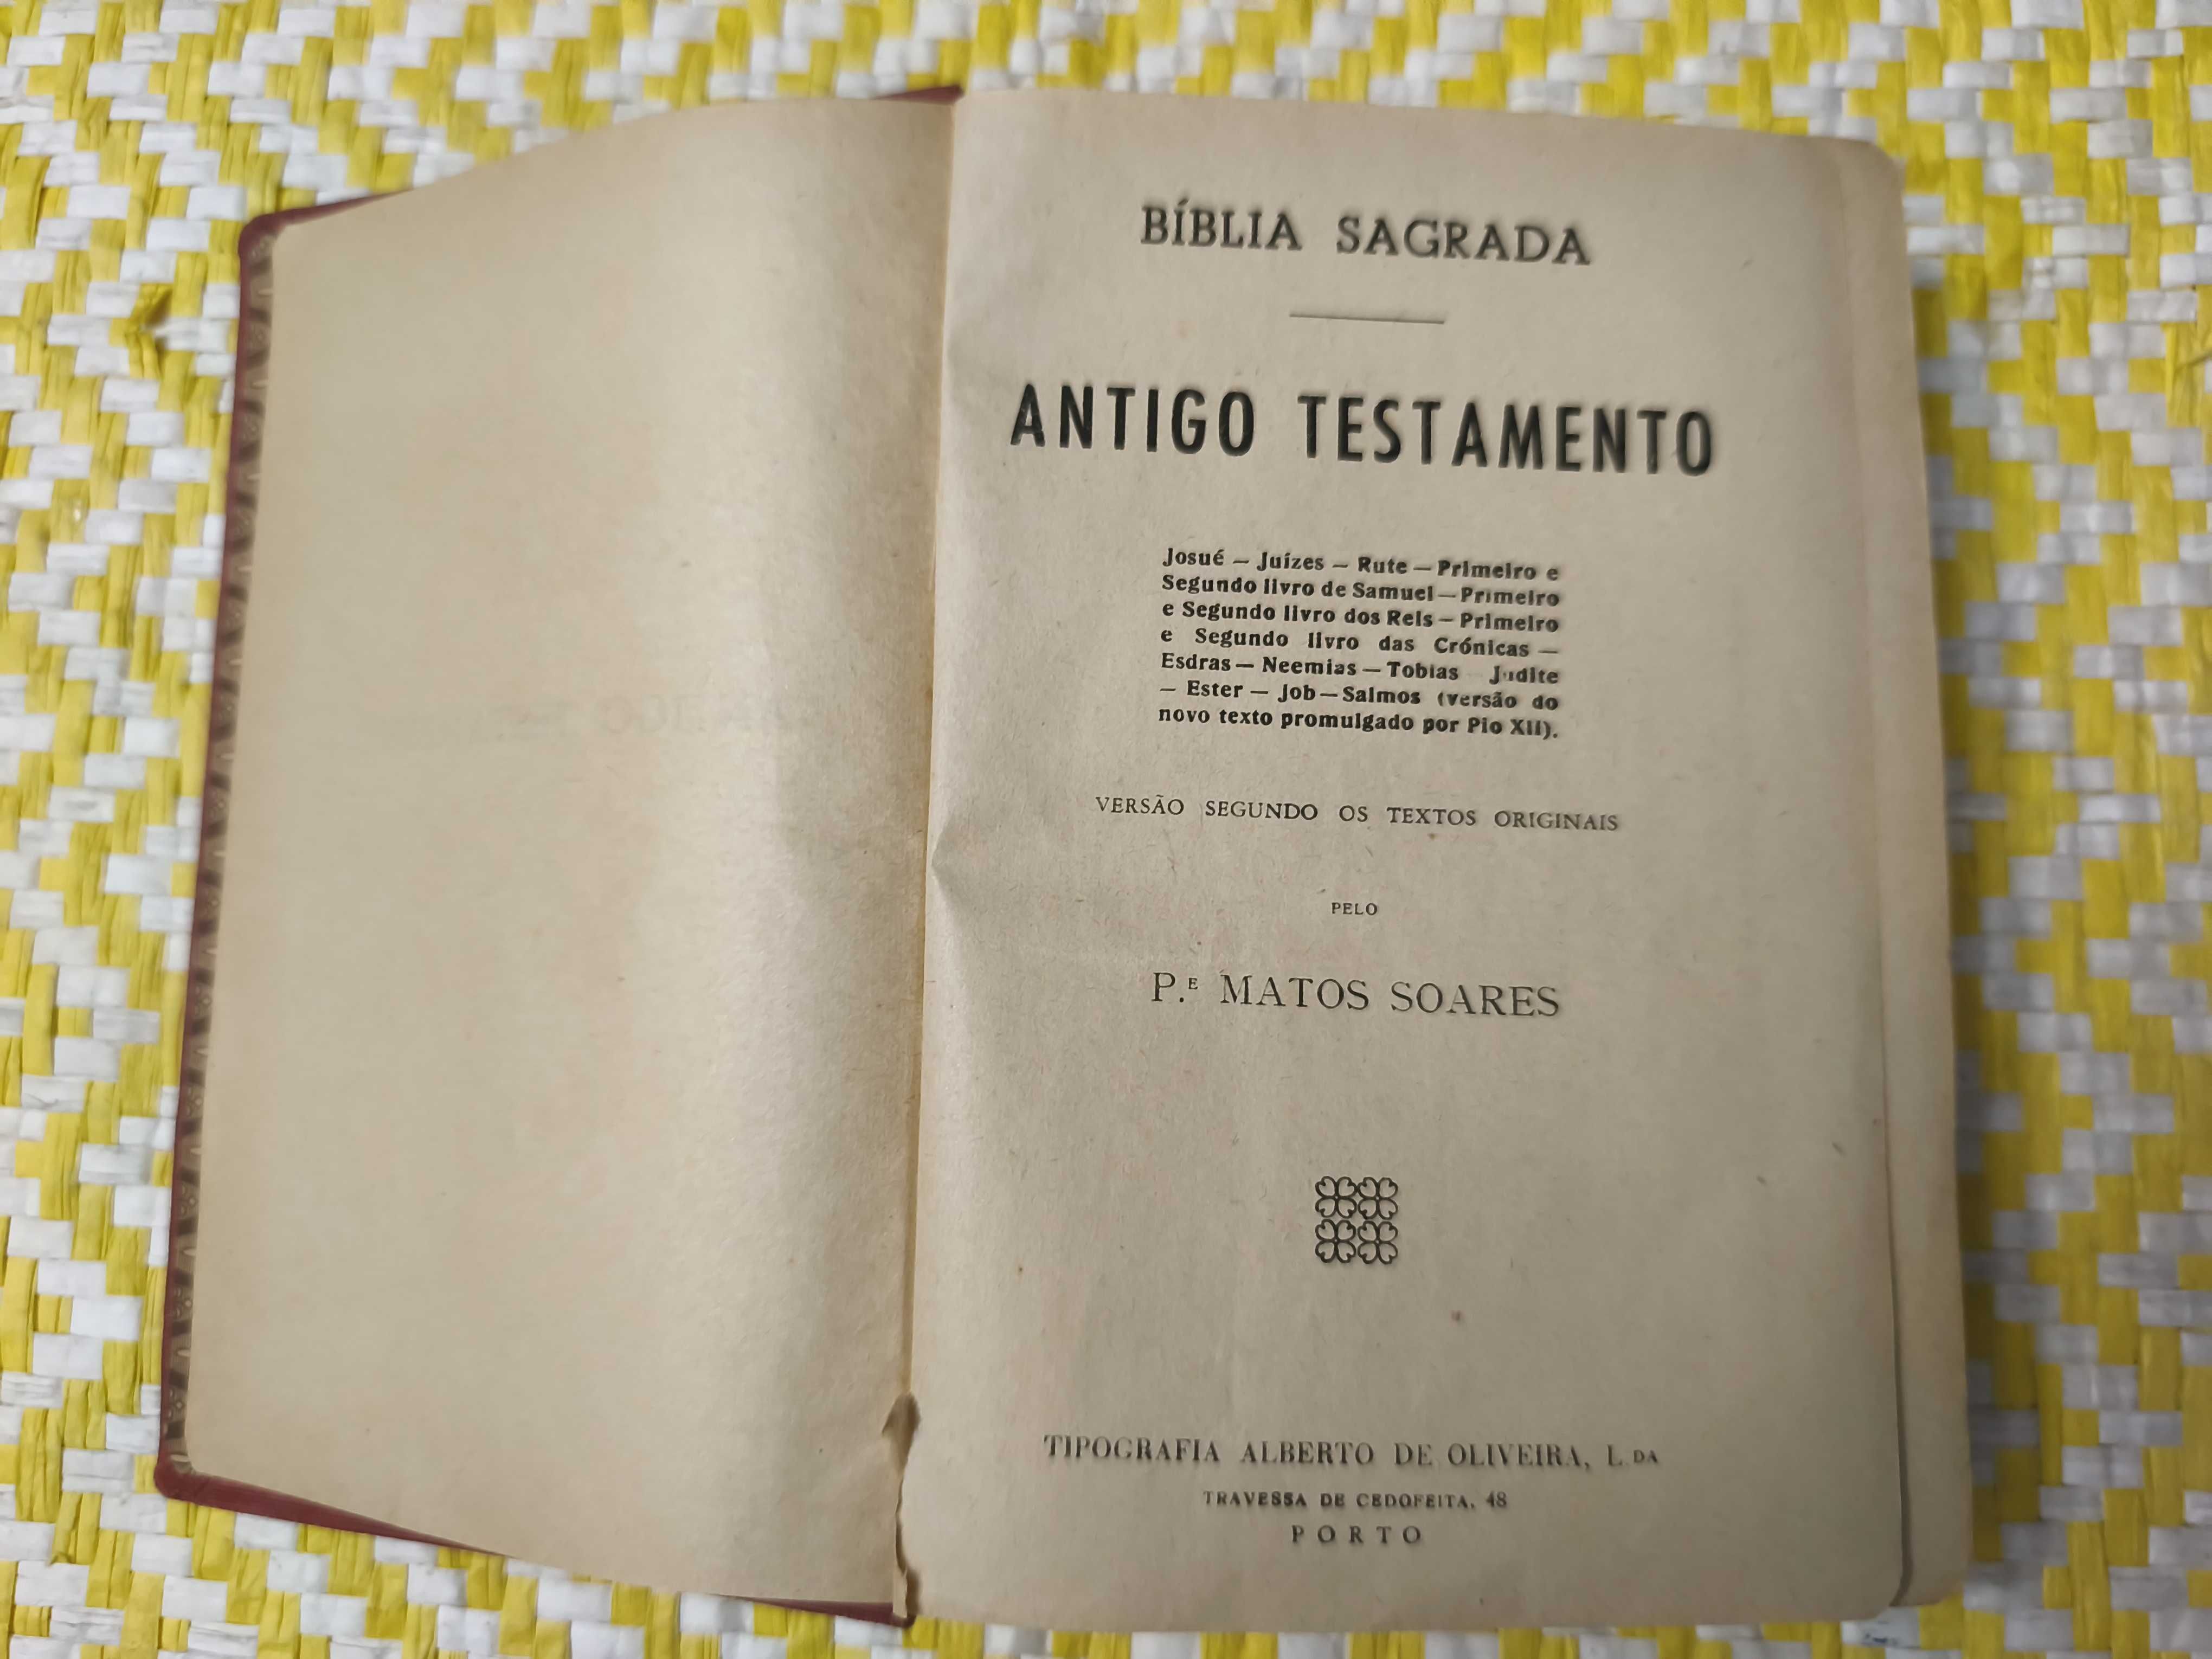 BÍBLIA SAGRADA
ANTIGO TESTAMENTO
Josué — Juízes — Rute — Primeiro e
Segundo livro de Samuel — Primeiro
e Segundo livro dos Reis — Primeiro
e Segundo livro das Crónicas —
Esdras — Neemias — Tobias Judite
— Ester — Job — Salmos (versão do
novo texto promulgado por Pio XII).
VERSÃO SEGUNDO OS TEXTOS ORIGINAIS
PELO
P.E MATOS SOARES
TIPOGRAFIA ALBERTO DE OLIVEIRA, L.DA
TRAVESSA DE CEDOFEITA, 48
PORTO